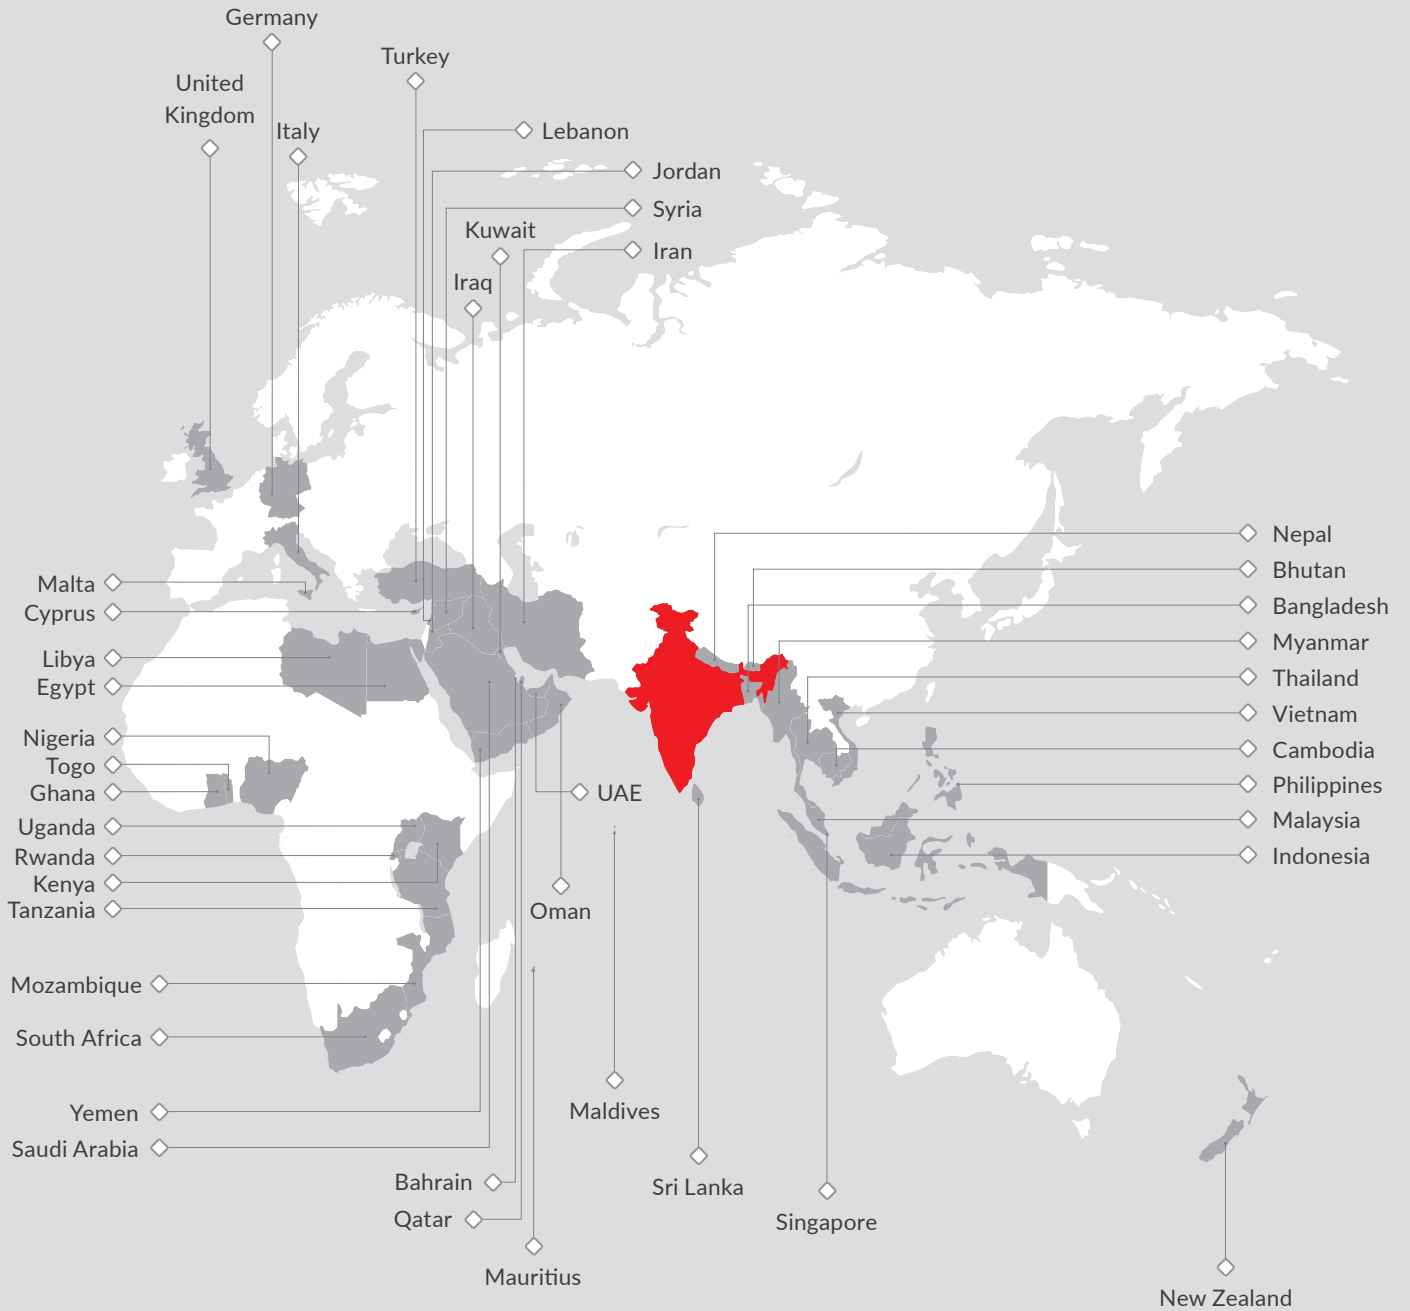 Germany
Turkey
United
Kingdom
Italy
Lebanon
Jordan
Syria
Kuwait
Iran
Iraq
Nepal
Bhutan
Malta
Bangladesh
Cyprus
Myanmar
Libya
Thailand
Egypt
Vietnam
Nigeria
Cambodia
Togo
Philippines
Ghana
UAE
Malaysia
Uganda
Indonesia
Rwanda
Kenya
Tanzania
Oman
Mozambique
South Africa
Yemen
Maldives
Saudi Arabia
Bahrain
Sri Lanka
Qatar
Singapore
Mauritius
New Zealand